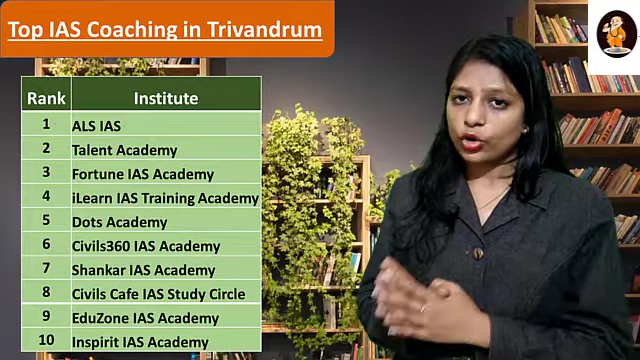 Top IAS Coaching in Trivandrum
Rank Institute
1 ALS IAS
2 Talent Academy
3 Fortune IAS Academy
4 iLearn IAS Training Academy
5 Dots Academy
6 Civils360 IAS Academy
7 Shankar IAS Academy
8 Civils Cafe IAS Study Circle
9 EduZone IAS Academy
10 Inspirit IAS Academy